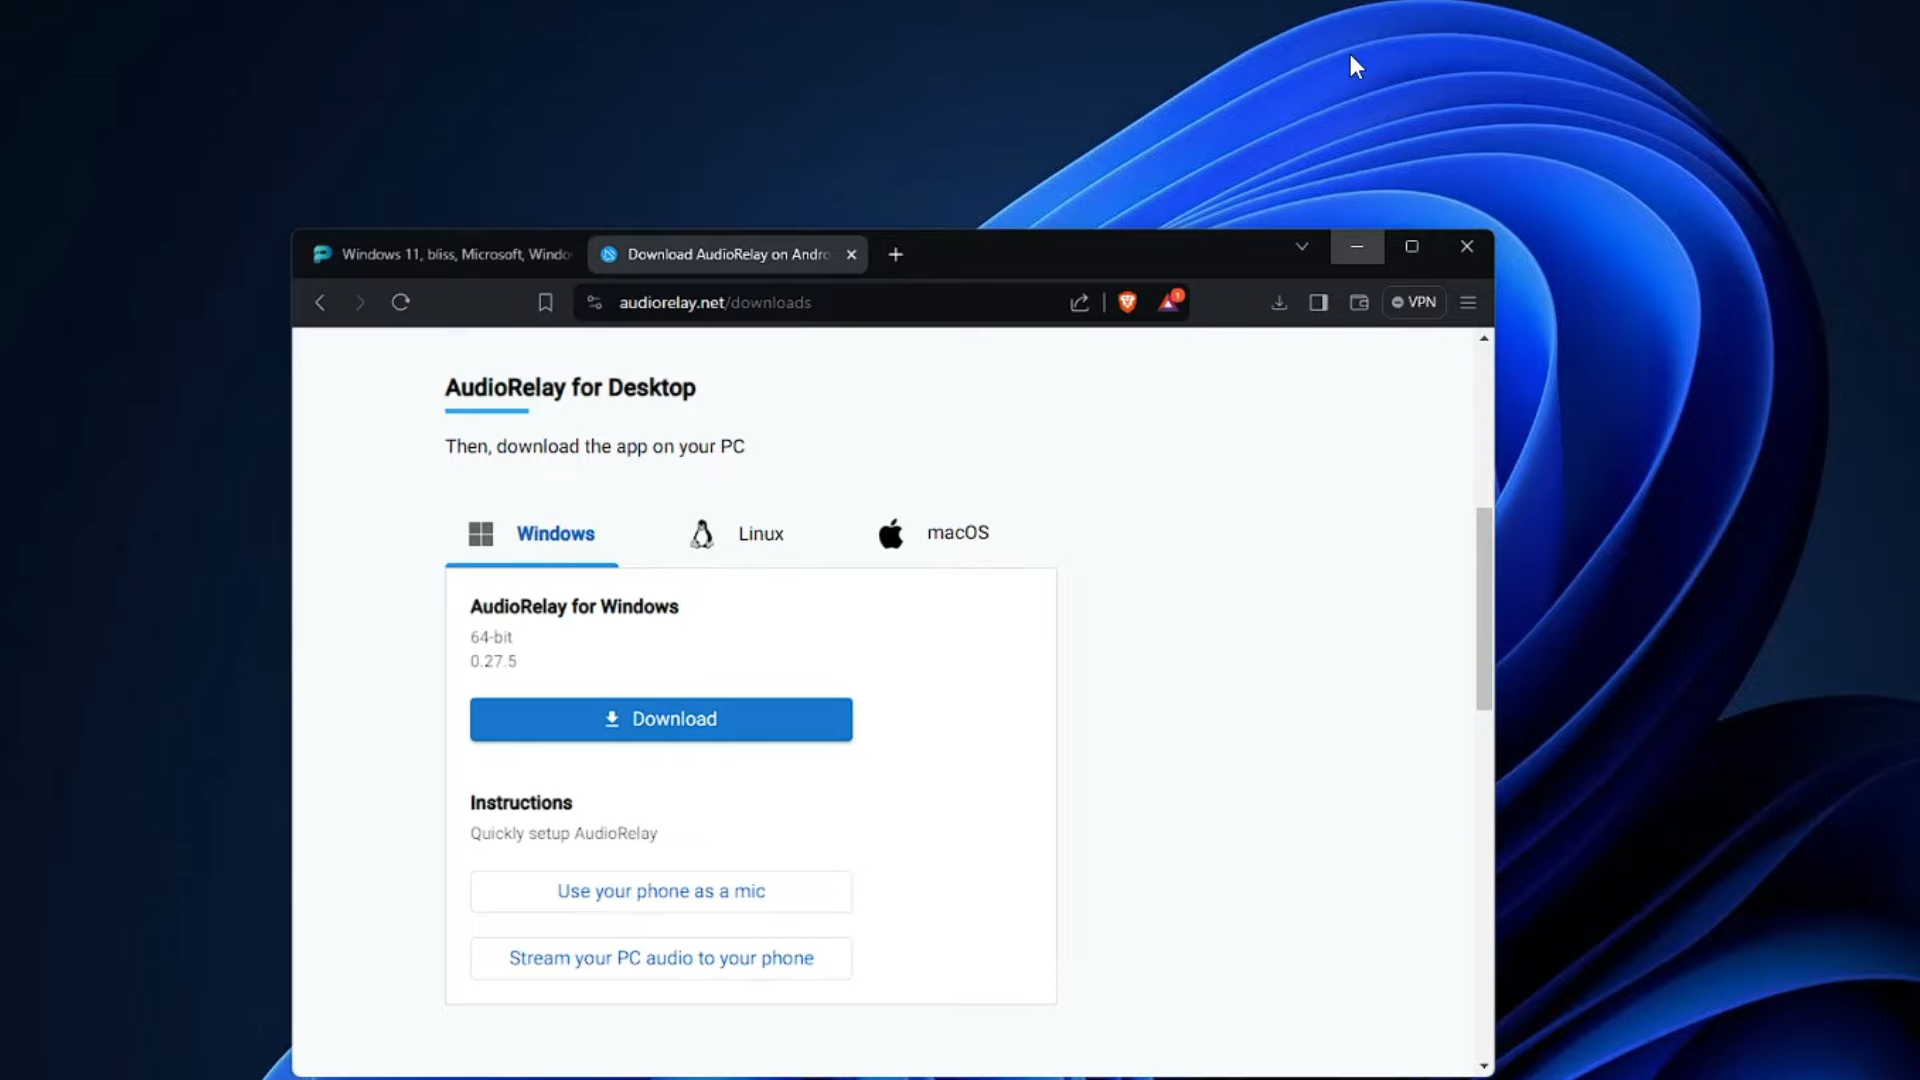 Windows 11, bliss, Microsoft, Windo
Download AudioRelay on Andro
audiorelay.net/downloads
1
VPN
AudioRelay for Desktop
Then, download the app on your PC
Windows
Linux
macOS
AudioRelay for Windows
64-bit
0.27.5
Download
Instructions
Quickly setup AudioRelay
Use your phone as a mic
Stream your PC audio to your phone